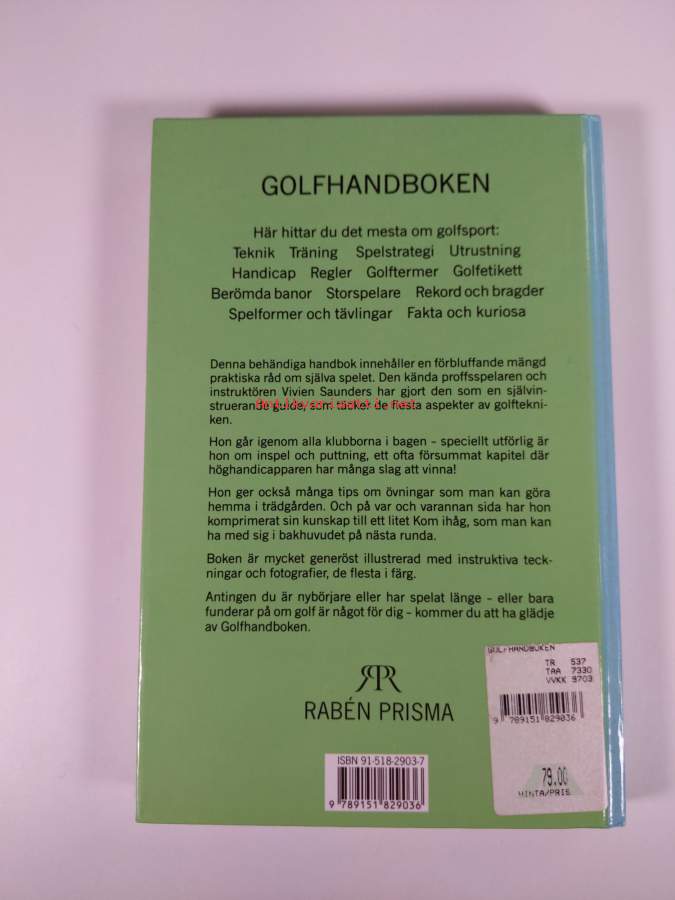 GOLFHANDBOKEN
Här hittar du det mesta om golfsport:
Teknik Träning Spelstrategi Utrustning
Handicap Regler Golftermer Golfetikett
Berömda banor Storspelare Rekord och bragder
Spelformer och tävlingar Fakta och kuriosa
Denna behändiga handbok innehåller en förbluffande mängd
praktiska råd om själva spelet. Den kända proffsspelaren och
instruktören Vivien Saunders har gjort den som en självin-
struerande guide, som täcker de flesta aspekter av golftekni-
ken.
Hon går igenom alla klubborna i bagen – speciellt utförlig är
hon om inspel och puttning, ett ofta försummat kapitel där
höghandicapparen har många slag att vinna!
Hon ger också många tips om övningar som man kan göra
hemma i trädgården. Och på var och varannan sida har hon
komprimerat sin kunskap till ett litet Kom ihåg, som man kan
ha med sig i bakhuvudet på nästa runda.
Boken är mycket generöst illustrerad med instruktiva teck-
ningar och fotografier, de flesta i färg.
Antingen du är nybörjare eller har spelat länge – eller bara
funderar på om golf är något för dig – kommer du att ha glädje
av Golfhandboken.
RABÉN PRISMA
ISBN 91-518-2903-7
9 789151 829036
GOLFHANDBOKEN
TR 537
TAA 7330
VVKK 9703
9 789151 829036
79.00
HINTA/PRIS